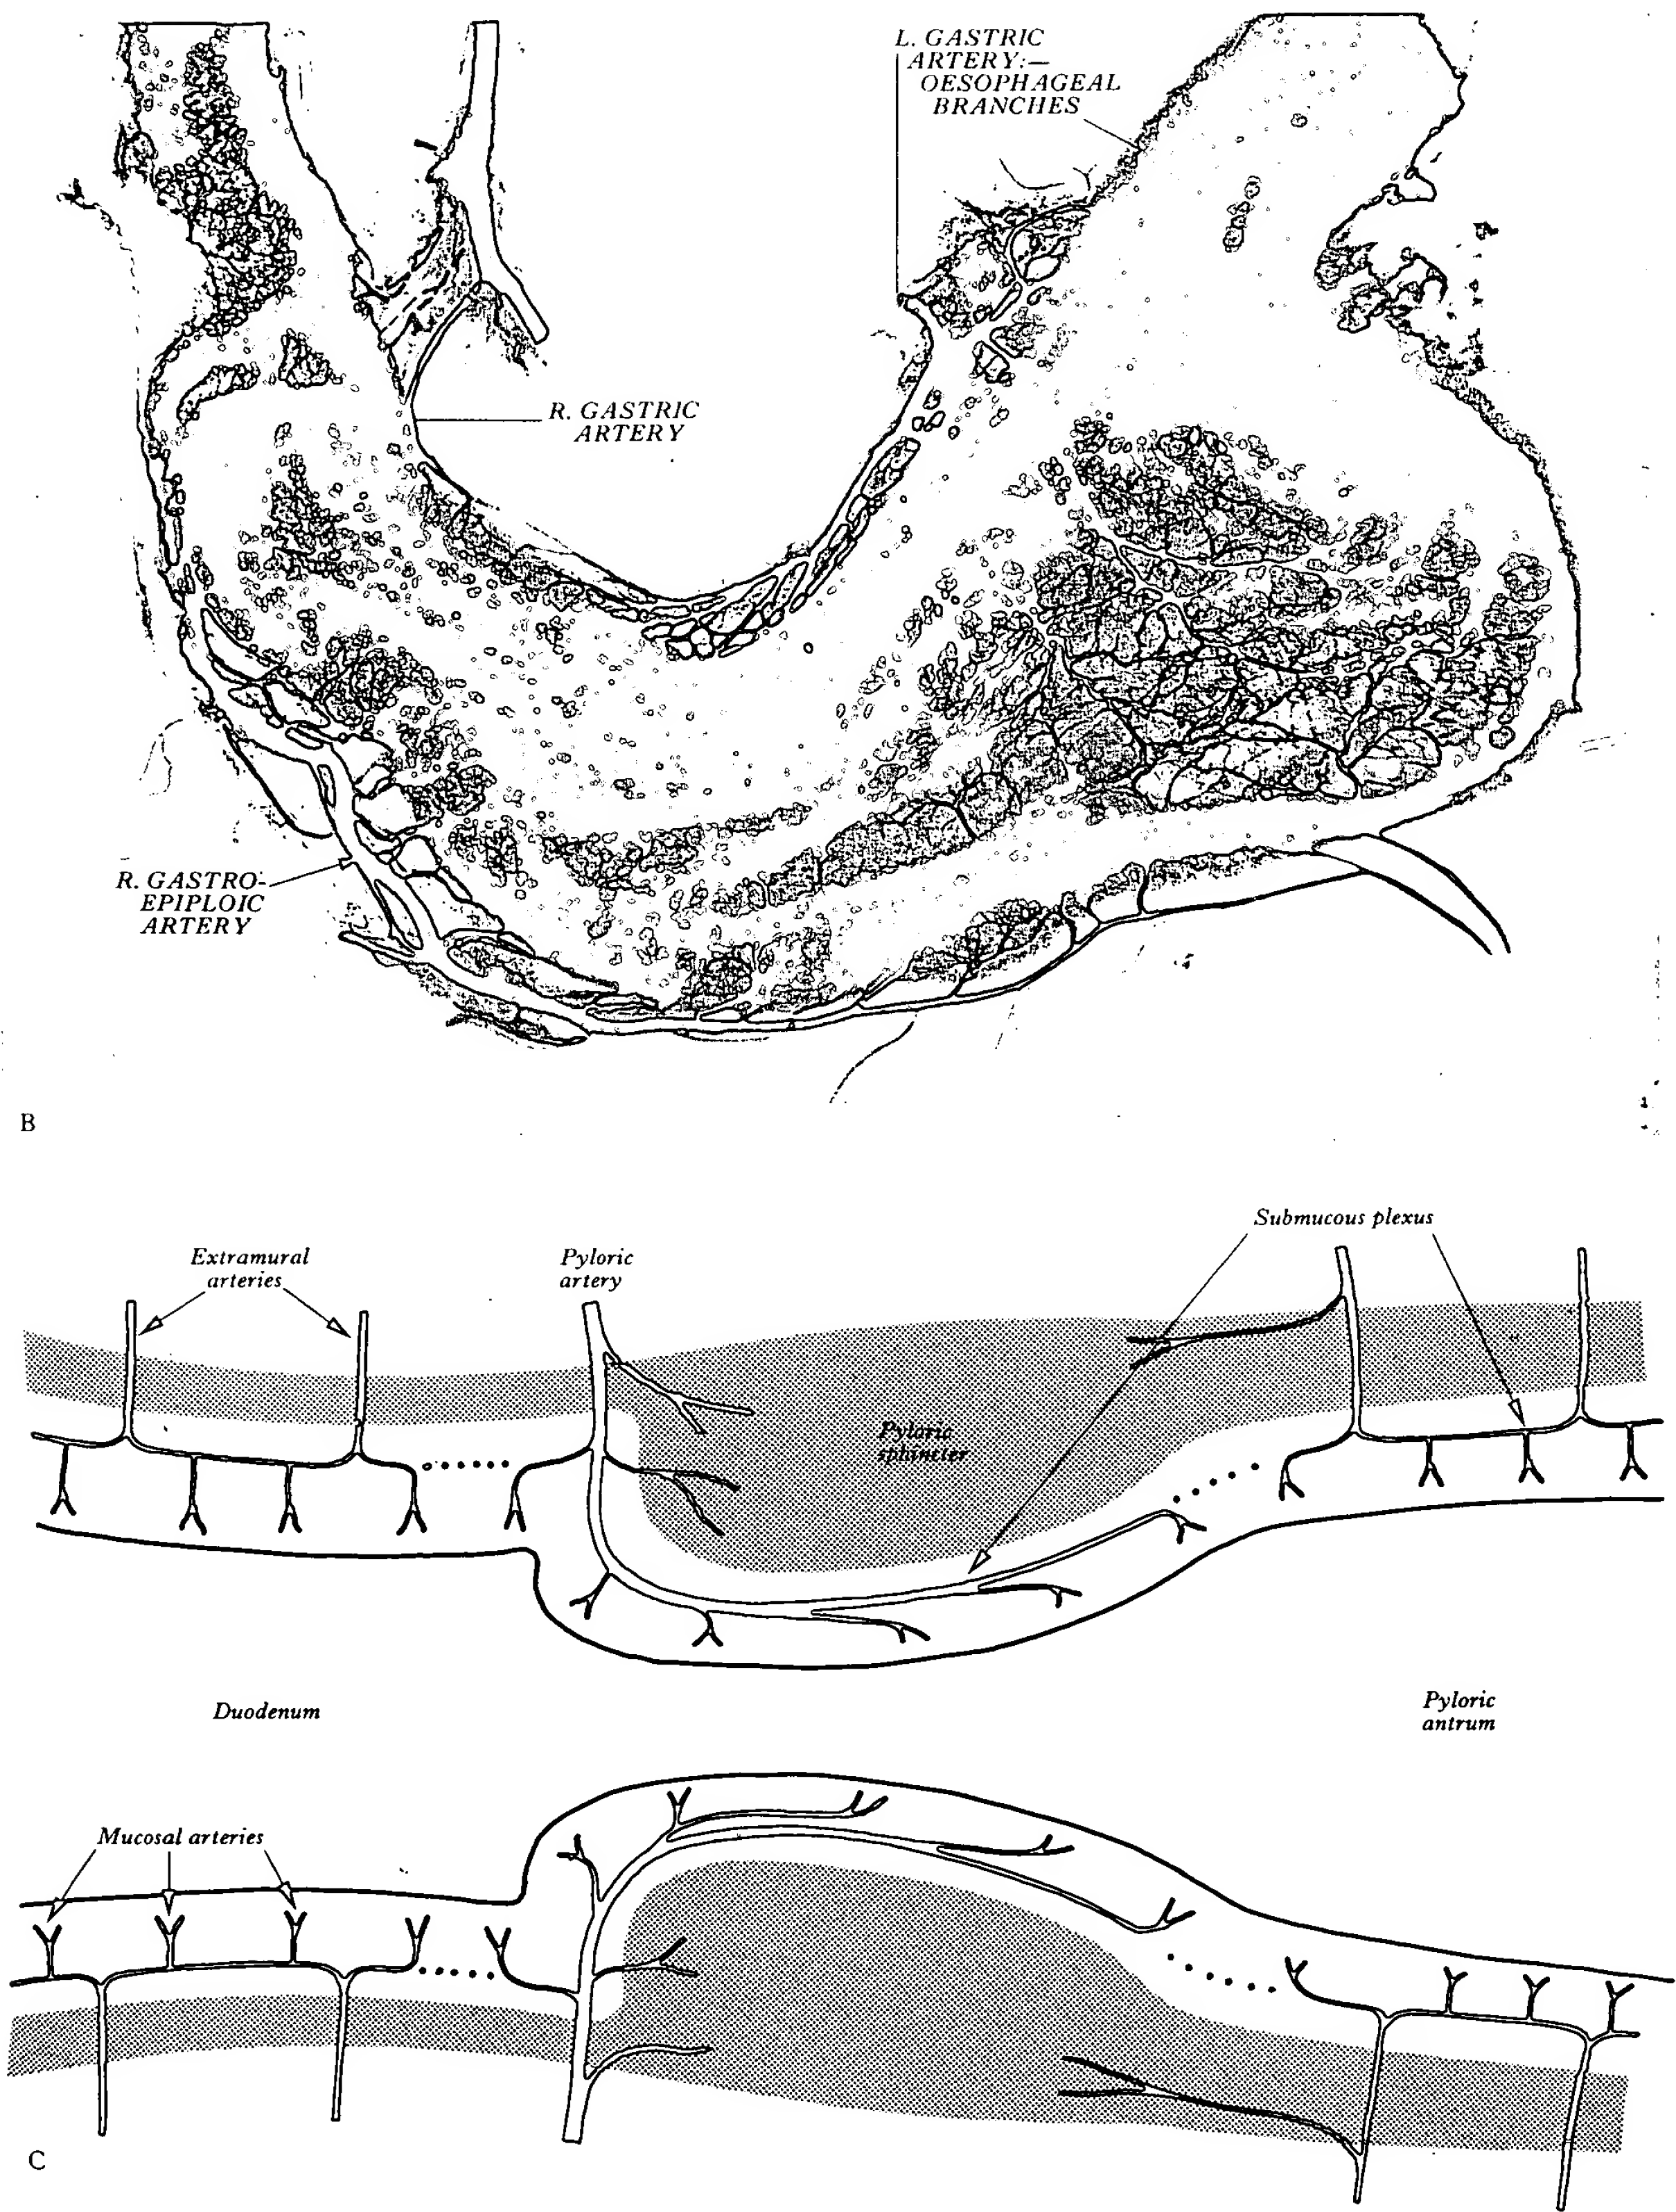 L. GASTRIC
ARTERY:—
OESOPHAGEAL
BRANCHES
R. GASTRIC
ARTERY
R. GASTRO-
EPIPLOIC
ARTERY
B
Submucous plexus
Extramural
arteries
Pyloric
artery
Pyloric
sphincter
Duodenum
Pyloric
antrum
Mucosal arteries
C